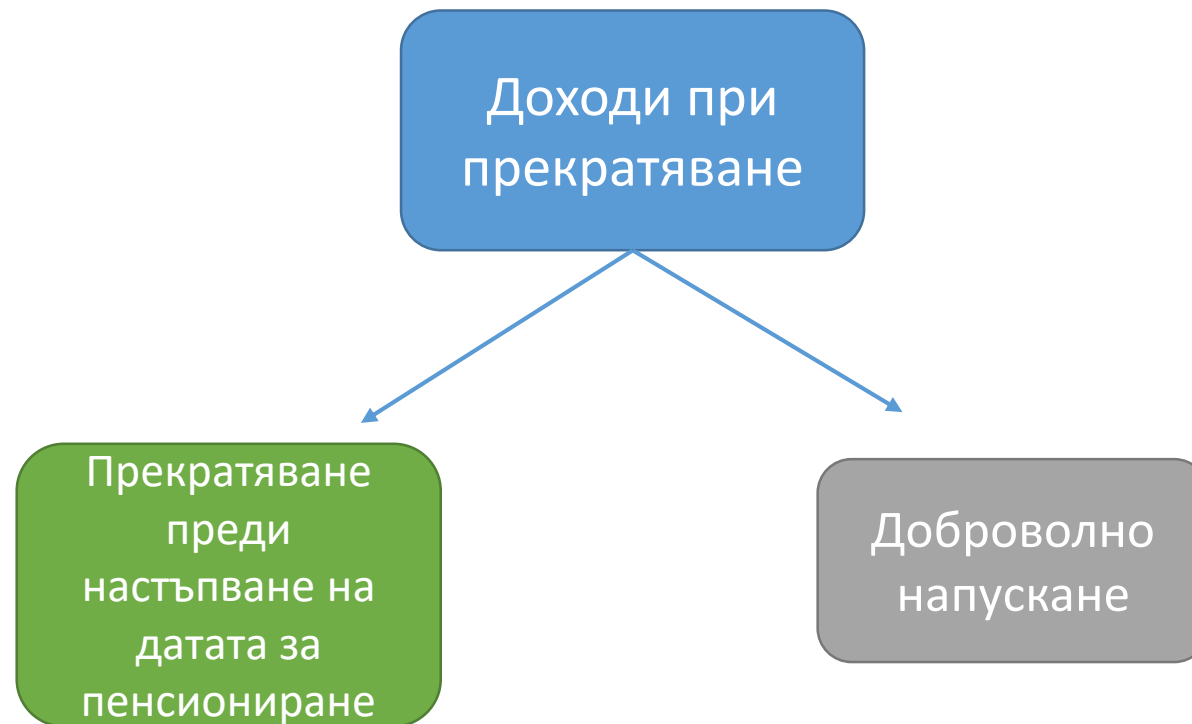 Доходи при
прекратяване
Прекратяване
преди
настъпване на
датата за
пенсиониране
Доброволно
напускане